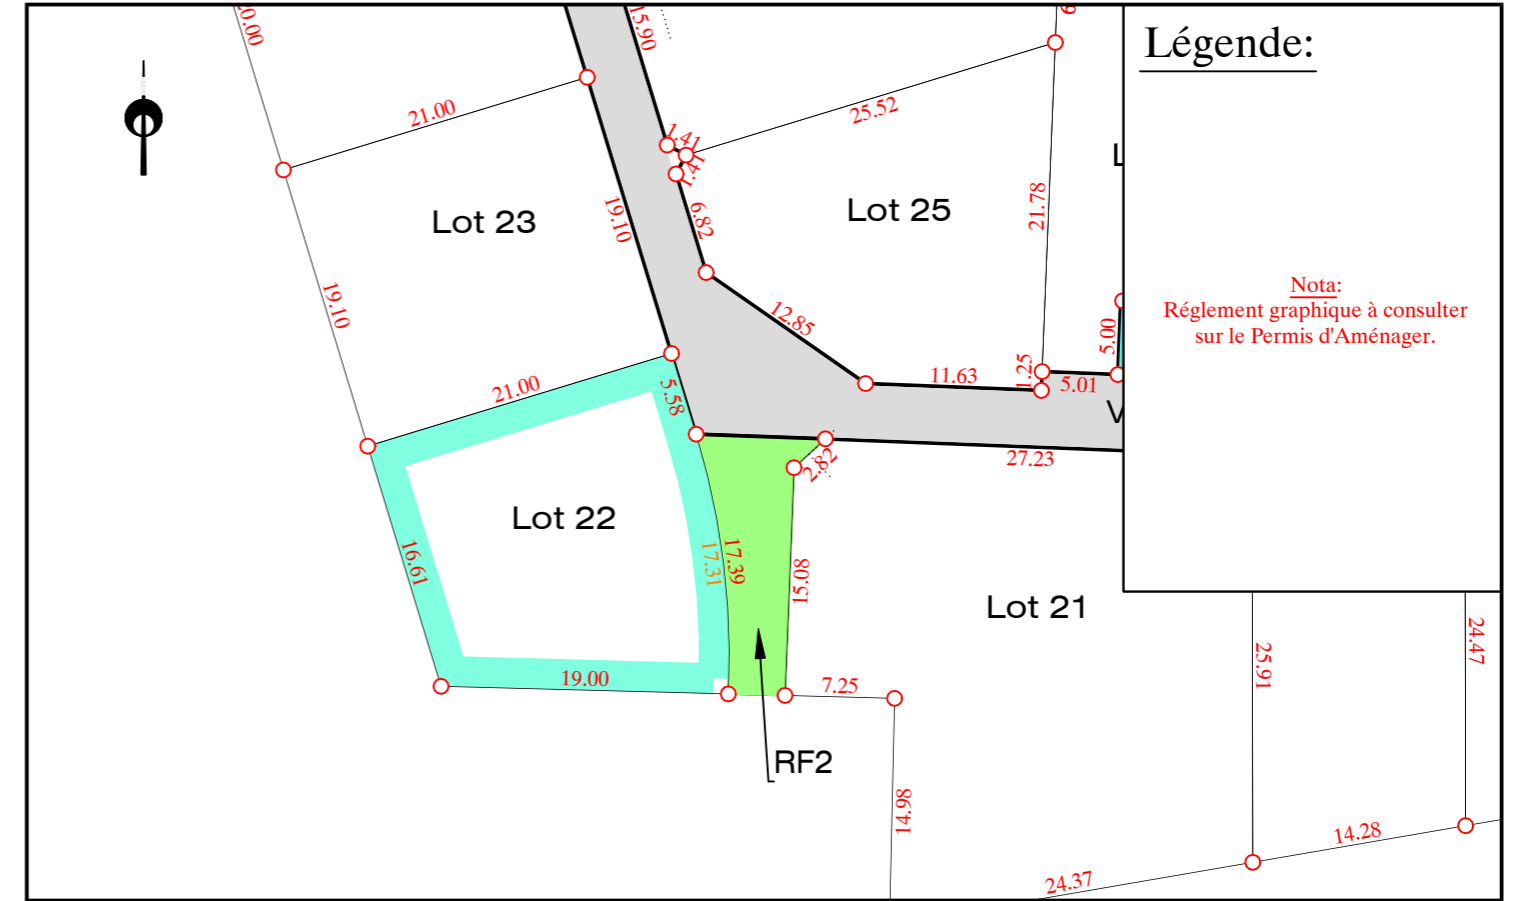 20.00
15.90
6
Légende:
21.00
25.52
1.41
1.41
Lot 23
19.10
6.82
Lot 25
21.78
L
19.10
12.85
Nota:
Réglement graphique à consulter
sur le Permis d'Aménager.
5.00
21.00
5.58
11.63
1.25
5.01
V
2.82
27.23
Lot 22
16.61
17.31
17.39
15.08
Lot 21
19.00
7.25
RF2
25.91
24.47
14.98
14.28
24.37